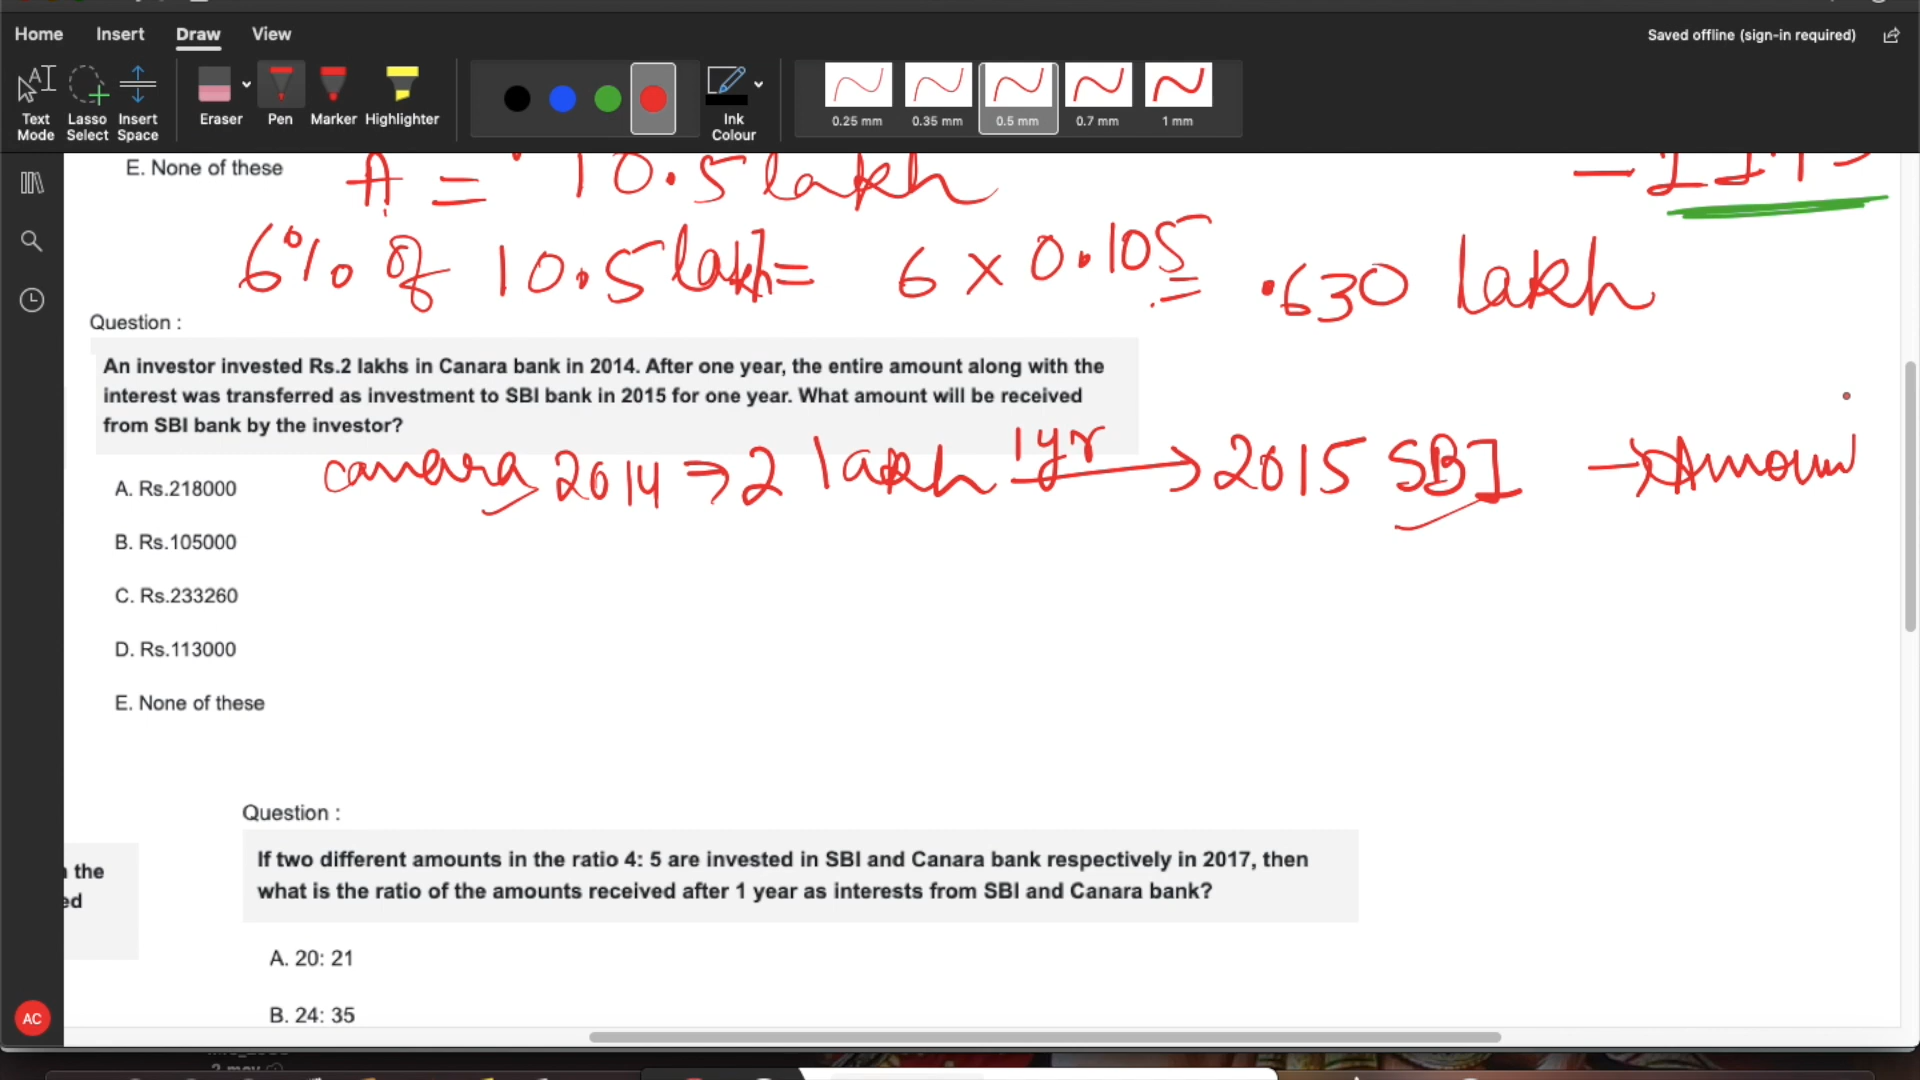 Home Insert Draw View
Saved offline (sign-in required)
Text Mode
Lasso Select
Insert Space
Eraser
Pen
Marker
Highlighter
Ink Colour
0.25 mm
0.35 mm
0.5 mm
0.7 mm
1 mm
E. None of these
A = 10.5 lakh
6% of 10.5 lakh = 6 x 0.105 .630 lakh
Question :
An investor invested Rs.2 lakhs in Canara bank in 2014. After one year, the entire amount along with the
interest was transferred as investment to SBI bank in 2015 for one year. What amount will be received
from SBI bank by the investor?
canara 2014 => 2 lakh 1yr → 2015 SBI → Amoun
A. Rs.218000
B. Rs.105000
C. Rs.233260
D. Rs.113000
E. None of these
Question :
If two different amounts in the ratio 4: 5 are invested in SBI and Canara bank respectively in 2017, then
what is the ratio of the amounts received after 1 year as interests from SBI and Canara bank?
the
ed
A. 20: 21
B. 24: 35
AC